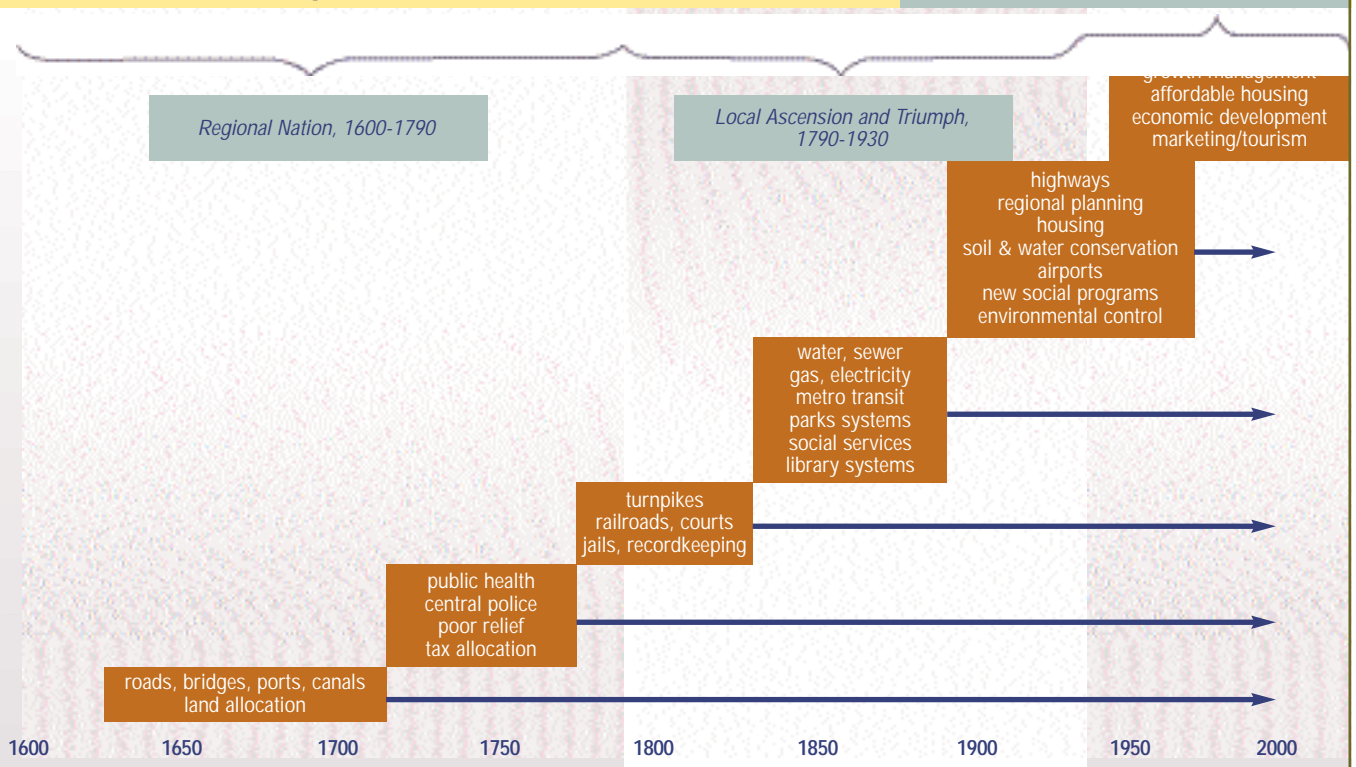 Regional Nation, 1600-1790
Local Ascension and Triumph,
1790-1930
growth management
affordable housing
economic development
marketing/tourism
highways
regional planning
housing
soil & water conservation
airports
new social programs
environmental control
water, sewer
gas, electricity
metro transit
parks systems
social services
library systems
turnpikes
railroads, courts
jails, recordkeeping
public health
central police
poor relief
tax allocation
roads, bridges, ports, canals
land allocation
1600 1650 1700 1750 1800 1850 1900 1950 2000